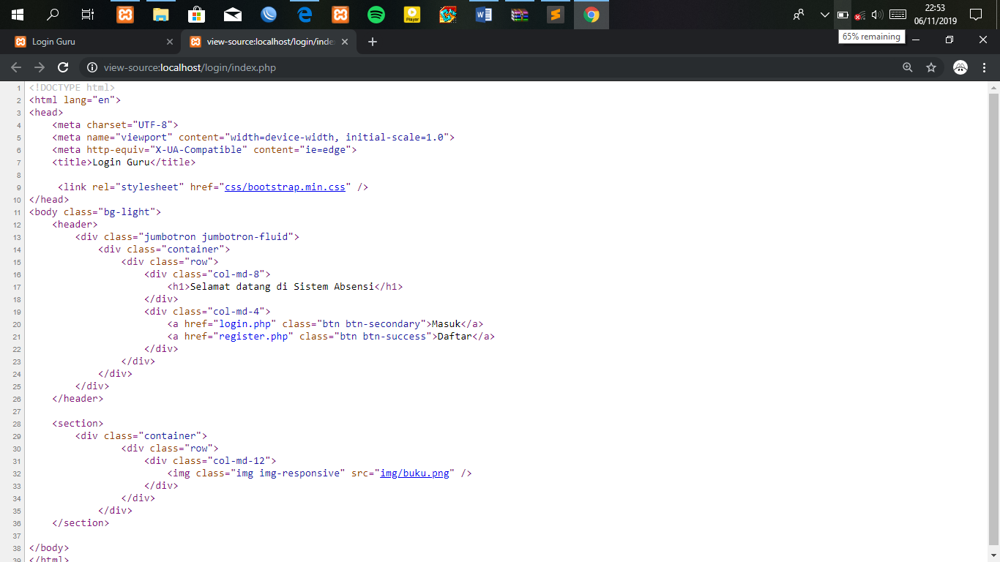 Player
22:53
06/11/2019
65% remaining
Login Guru
view-source:localhost/login/inde
view-source:localhost/login/index.php
1 <!DOCTYPE html>
2 <html lang="en">
3 <head>
4 <meta charset="UTF-8">
5 <meta name="viewport" content="width=device-width, initial-scale=1.0">
6 <meta http-equiv="X-UA-Compatible" content="ie=edge">
7 <title>Login Guru</title>
8
9 <link rel="stylesheet" href="css/bootstrap.min.css" />
10 </head>
11 <body class="bg-light">
12 <header>
13 <div class="jumbotron jumbotron-fluid">
14 <div class="container">
15 <div class="row">
16 <div class="col-md-8">
17 <h1>Selamat datang di Sistem Absensi</h1>
18 </div>
19 <div class="col-md-4">
20 <a href="login.php" class="btn btn-secondary">Masuk</a>
21 <a href="register.php" class="btn btn-success">Daftar</a>
22 </div>
23 </div>
24 </div>
25 </div>
26 </header>
27
28 <section>
29 <div class="container">
30 <div class="row">
31 <div class="col-md-12">
32 <img class="img img-responsive" src="img/buku.png" />
33 </div>
34 </div>
35 </div>
36 </section>
37
38 </body>
39 </html>